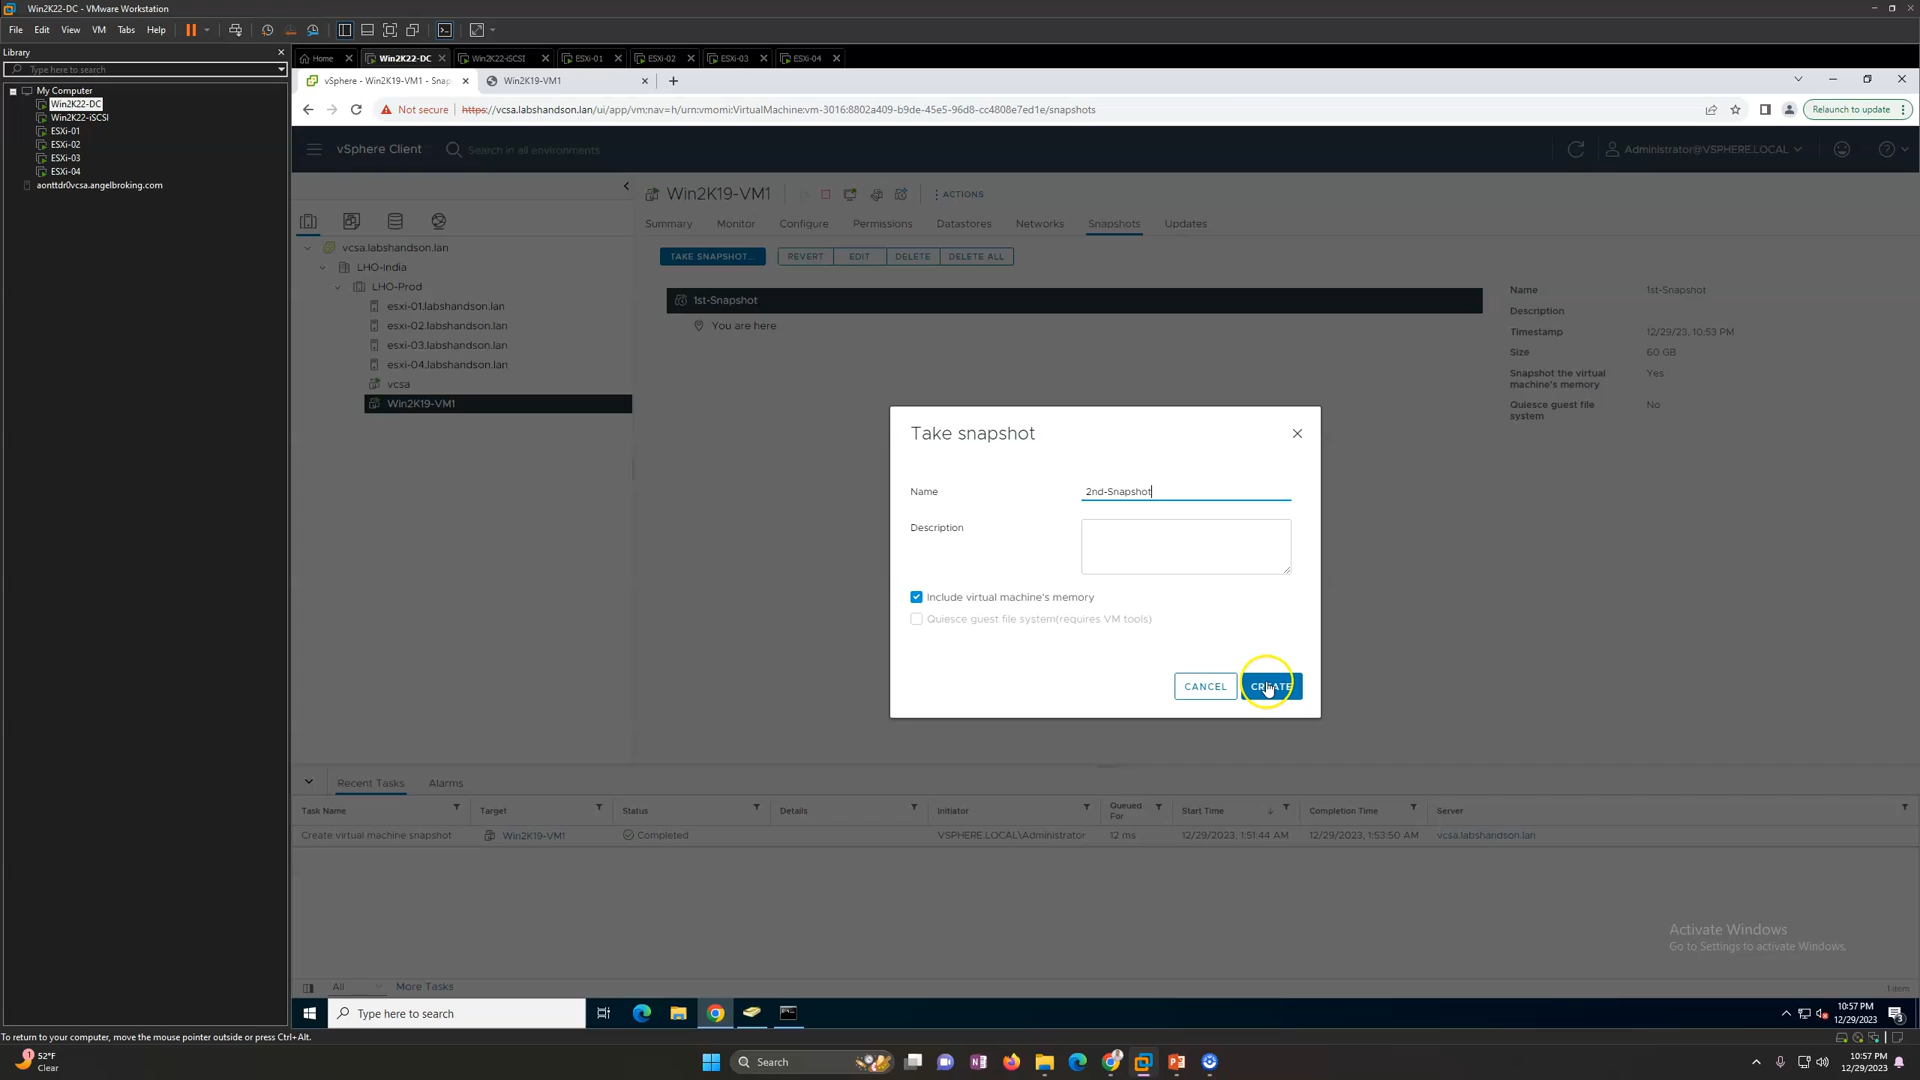 Win2K22-DC - VMware Workstation
File Edit View VM Tabs Help
Library
Type here to search
My Computer
Win2K22-DC
Win2K22-iSCSI
ESXi-01
ESXi-02
ESXi-03
ESXi-04
aonttdr0vcsa.angelbroking.com
Home Win2K22-DC Win2K22-iSCSI ESXi-01 ESXi-02 ESXi-03 ESXi-04
vSphere - Win2K19-VM1 - Snap Win2K19-VM1
Not secure https://vcsa.labshandson.lan/ui/app/vm;nav=h/urn:vmomi:VirtualMachine:vm-3016:8802a409-b9de-45e5-96d8-cc4808e7ed1e/snapshots Relaunch to update
vSphere Client Search in all environments Administrator@VSPHERE.LOCAL
Win2K19-VM1 ACTIONS
Summary Monitor Configure Permissions Datastores Networks Snapshots Updates
vcsa.labshandson.lan
LHO-india
LHO-Prod
esxi-01.labshandson.lan
esxi-02.labshandson.lan
esxi-03.labshandson.lan
esxi-04.labshandson.lan
vcsa
Win2K19-VM1
TAKE SNAPSHOT... REVERT EDIT DELETE DELETE ALL
1st-Snapshot
You are here
Name 1st-Snapshot
Description
Timestamp 12/29/23, 10:53 PM
Size 60 GB
Snapshot the virtual machine's memory Yes
Quiesce guest file system No
Take snapshot
Name 2nd-Snapshot
Description
Include virtual machine's memory
Quiesce guest file system(requires VM tools)
CANCEL CREATE
Recent Tasks Alarms
Task Name Target Status Details Initiator Queued For Start Time Completion Time Server
Create virtual machine snapshot Win2K19-VM1 Completed VSPHERE.LOCAL\Administrator 12 ms 12/29/2023, 1:51:44 AM 12/29/2023, 1:53:50 AM vcsa.labshandson.lan
Activate Windows
Go to Settings to activate Windows.
All More Tasks 1 item
Type here to search
10:57 PM
12/29/2023
3
To return to your computer, move the mouse pointer outside or press Ctrl+Alt.
1
52°F
Clear
Search
10:57 PM
12/29/2023